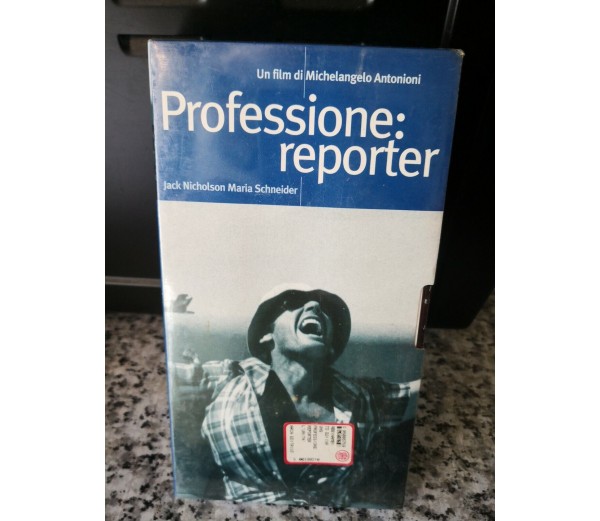 Un film di Michelangelo Antonioni
Professione:
reporter
Jack Nicholson Maria Schneider